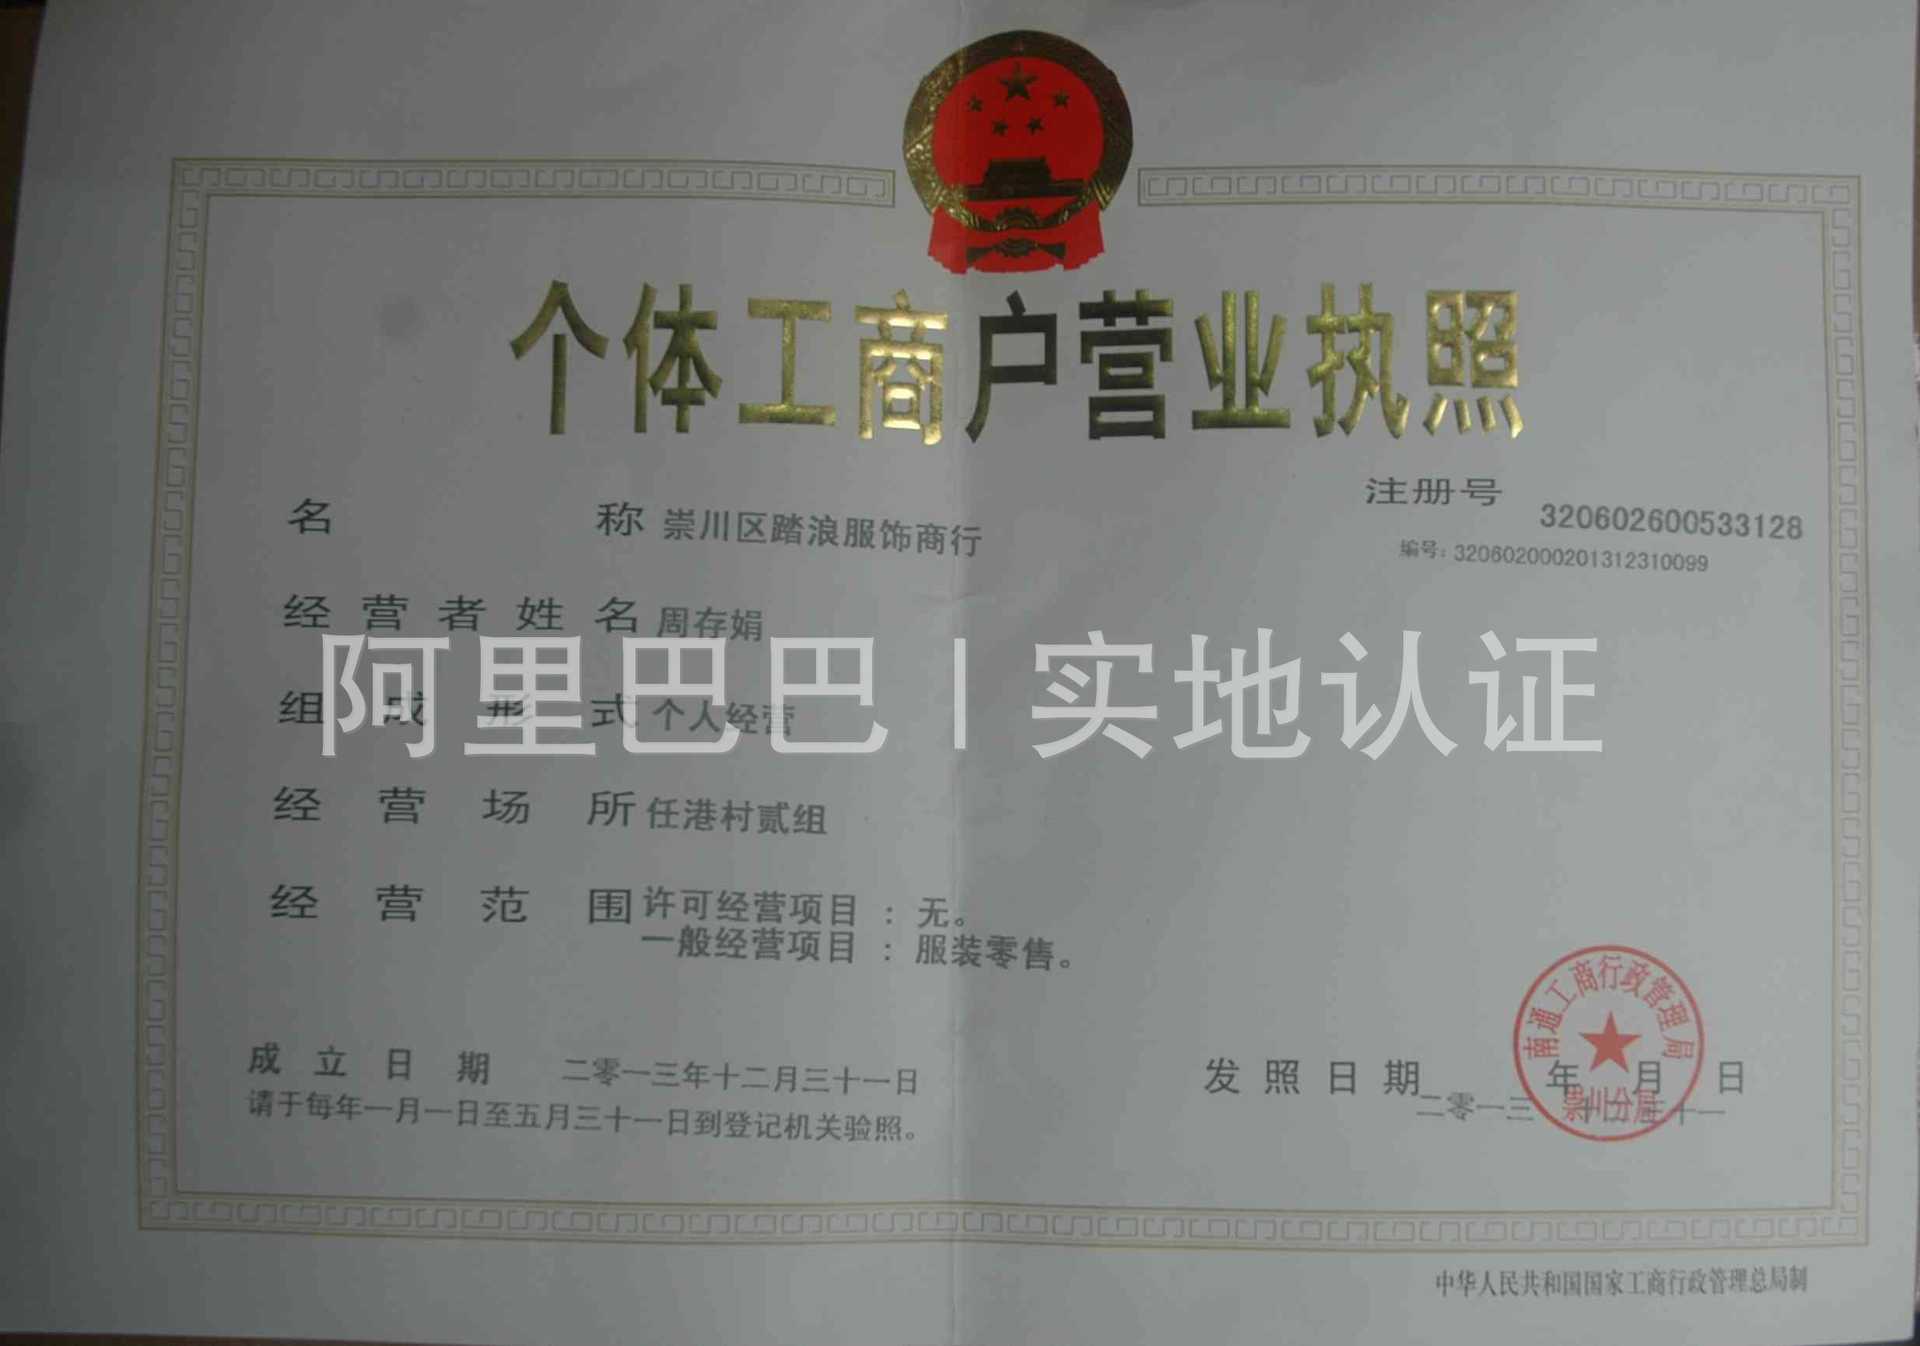 个体工商户营业执照
注册号 320602600533128
编号：320602000201312310099
名称 崇川区踏浪服饰商行
经营者姓名 周存娟
阿里巴巴 | 实地认证
组成形式 个人经营
经营场所 任港村贰组
经营范围 许可经营项目：无。
一般经营项目：服装零售。
成立日期 二零一三年十二月三十一日
请于每年一月一日至五月三十一日到登记机关验照。
南通工商行政管理局
崇川分局
发照日期 年 月 日
二零一三 十二 三十一
中华人民共和国国家工商行政管理总局制